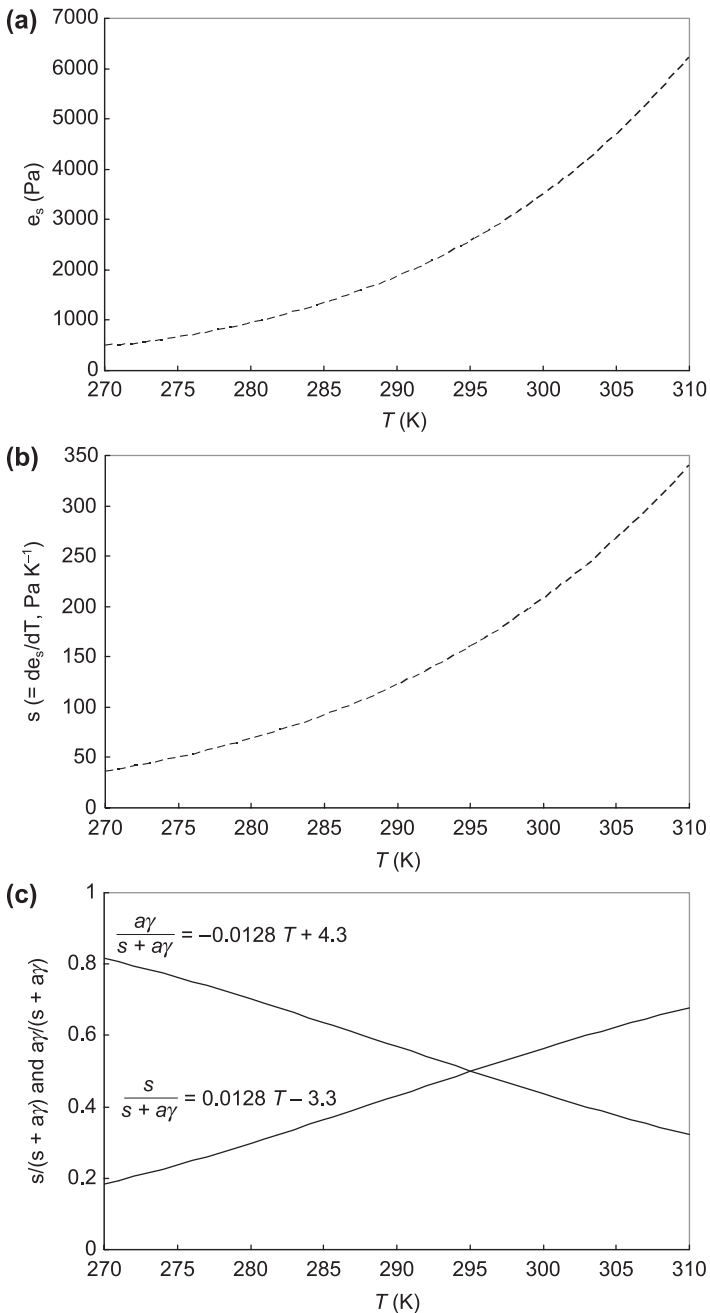 (a)
7000
6000
5000
4000
3000
2000
1000
0
e_s (Pa)
270 275 280 285 290 295 300 305 310
T (K)
(b)
350
300
250
200
150
100
50
0
s (= de_s/dT, Pa K⁻¹)
270 275 280 285 290 295 300 305 310
T (K)
(c)
1
0.8
0.6
0.4
0.2
0
s/(s + aγ) and aγ/(s + aγ)
aγ/(s + aγ) = −0.0128 T + 4.3
s/(s + aγ) = 0.0128 T − 3.3
270 275 280 285 290 295 300 305 310
T (K)